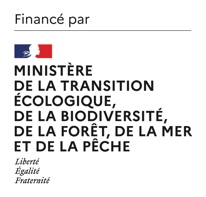 Financé par
MINISTÈRE
DE LA TRANSITION
ÉCOLOGIQUE,
DE LA BIODIVERSITÉ,
DE LA FORÊT, DE LA MER
ET DE LA PÊCHE
Liberté
Égalité
Fraternité